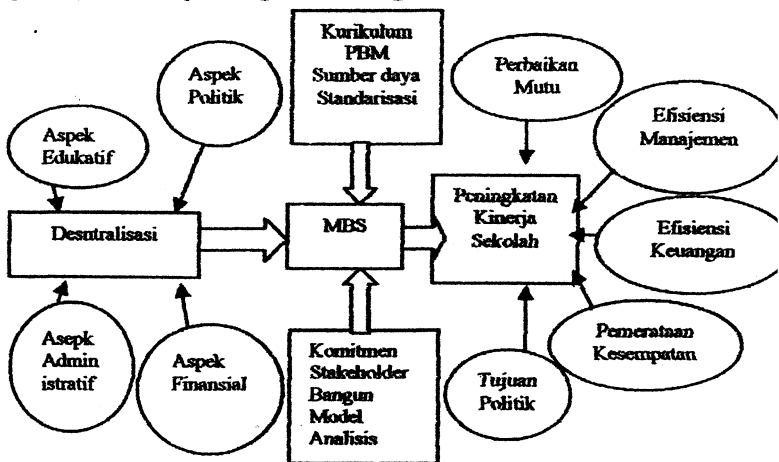 Kurikulum
PBM
Sumber daya
Standarisasi
Aspek
Politik
Perbaikan
Mutu
Aspek
Edukatif
Efisiensi
Manajemen
Desntralisasi
MBS
Peningkatan
Kinerja
Sekolah
Efisiensi
Keuangan
Asepk
Admin
istratif
Aspek
Finansial
Komitmen
Stakeholder
Bangun
Model
Analisis
Tujuan
Politik
Pemerataan
Kesempatan